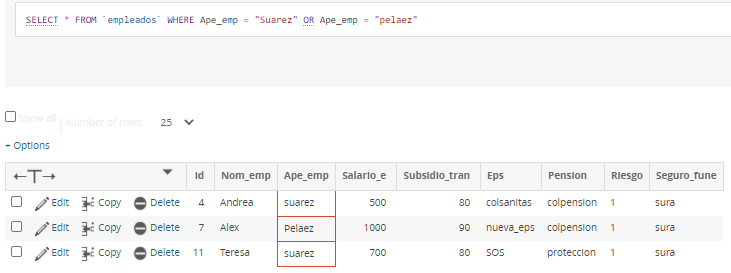 SELECT * FROM `empleados` WHERE Ape_emp = "Suarez" OR Ape_emp = "pelaez"
Show all | Number of rows: 25
+ Options
←T→ Id Nom_emp Ape_emp Salario_e Subsidio_tran Eps Pension Riesgo Seguro_fune
Edit Copy Delete 4 Andrea suarez 500 80 colsanitas colpension 1 sura
Edit Copy Delete 7 Alex Pelaez 1000 90 nueva_eps colpension 1 sura
Edit Copy Delete 11 Teresa suarez 700 80 SOS proteccion 1 sura